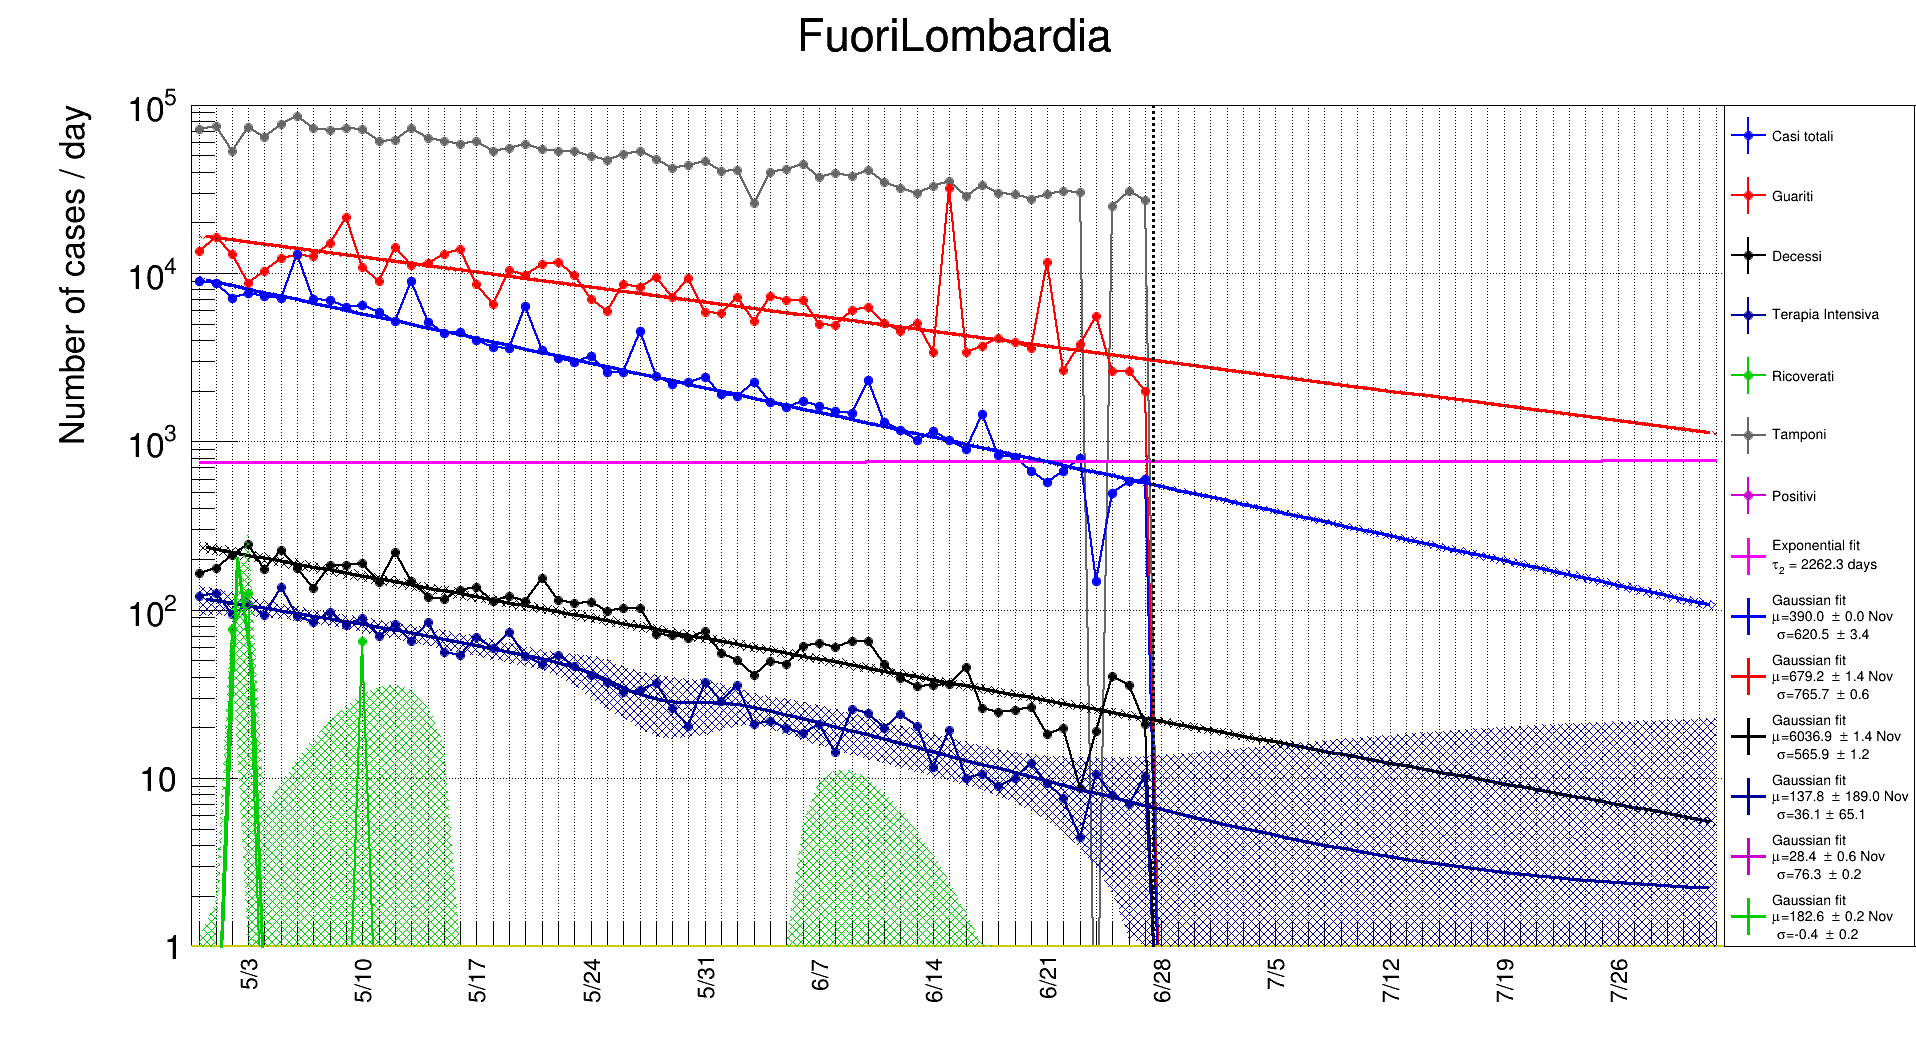 FuoriLombardia
Number of cases / day
10^5
10^4
10^3
10^2
10
1
5/3
5/10
5/17
5/24
5/31
6/7
6/14
6/21
6/28
7/5
7/12
7/19
7/26
Casi totali
Guariti
Decessi
Terapia Intensiva
Ricoverati
Tamponi
Positivi
Exponential fit
τ₂ = 2262.3 days
Gaussian fit
μ=390.0 ± 0.0 Nov
σ=620.5 ± 3.4
Gaussian fit
μ=679.2 ± 1.4 Nov
σ=765.7 ± 0.6
Gaussian fit
μ=6036.9 ± 1.4 Nov
σ=565.9 ± 1.2
Gaussian fit
μ=137.8 ± 189.0 Nov
σ=36.1 ± 65.1
Gaussian fit
μ=28.4 ± 0.6 Nov
σ=76.3 ± 0.2
Gaussian fit
μ=182.6 ± 0.2 Nov
σ=-0.4 ± 0.2